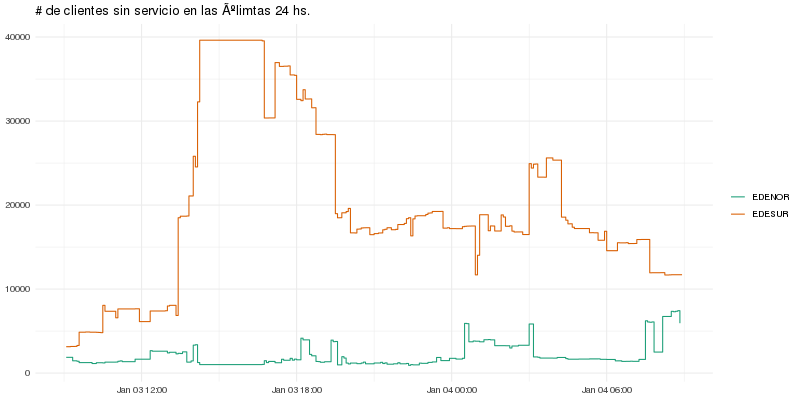 # de clientes sin servicio en las Ãºlimtas 24 hs.
40000
30000
20000
10000
0
Jan 03 12:00
Jan 03 18:00
Jan 04 00:00
Jan 04 06:00
EDENOR
EDESUR